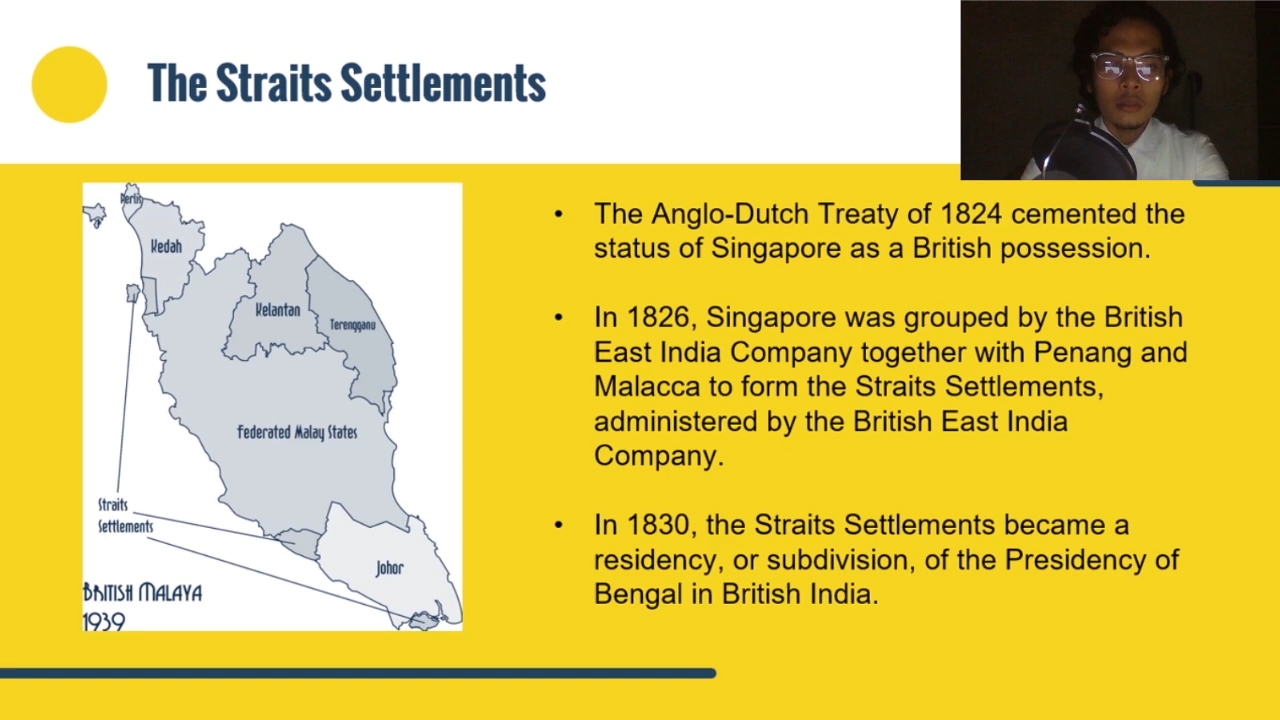 The Straits Settlements
Perlis
Kedah
Kelantan
Terengganu
Federated Malay States
Straits
Settlements
Johor
BRITISH MALAYA
1939
• The Anglo-Dutch Treaty of 1824 cemented the
status of Singapore as a British possession.
• In 1826, Singapore was grouped by the British
East India Company together with Penang and
Malacca to form the Straits Settlements,
administered by the British East India
Company.
• In 1830, the Straits Settlements became a
residency, or subdivision, of the Presidency of
Bengal in British India.